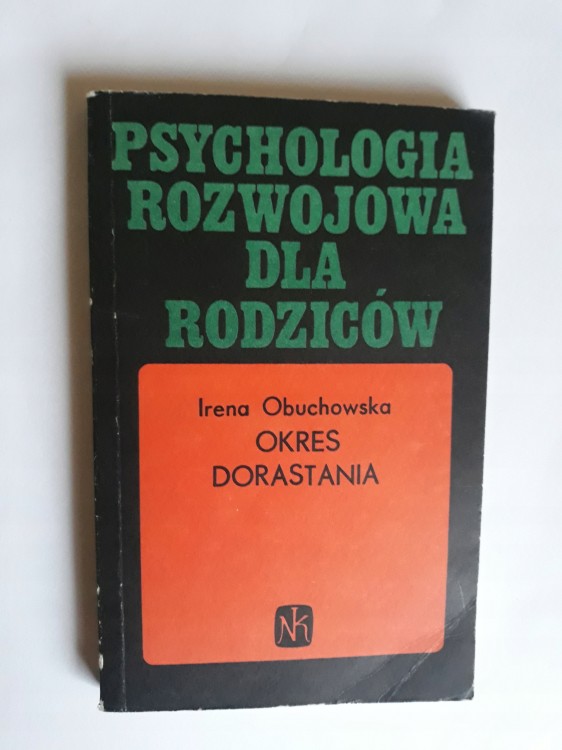 PSYCHOLOGIA
ROZWOJOWA
DLA
RODZICÓW
Irena Obuchowska
OKRES
DORASTANIA
NK